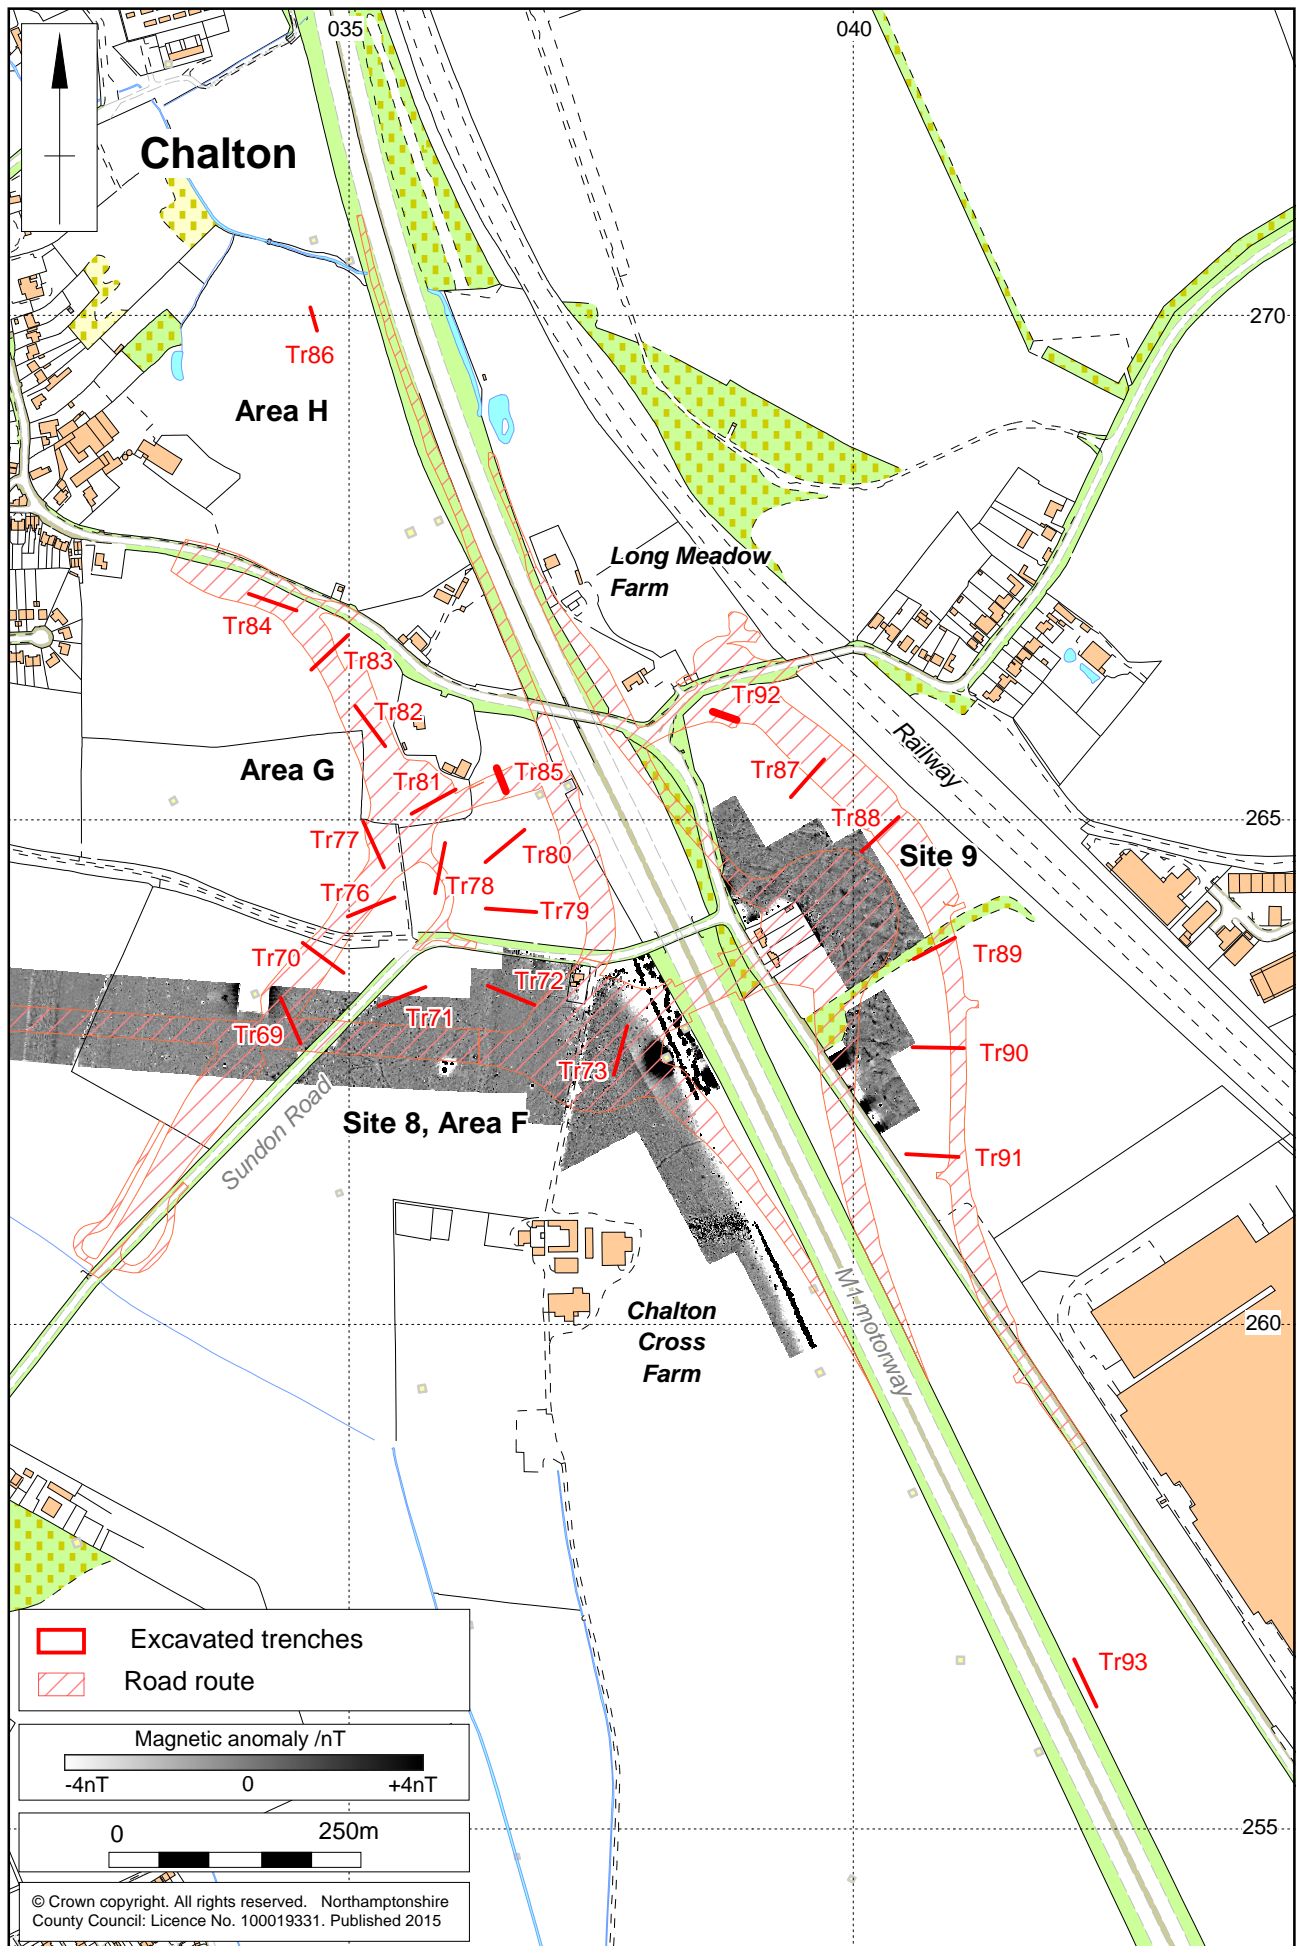 035
040
Chalton
270
Tr86
Area H
Long Meadow
Farm
Tr84
Tr83
Tr92
Tr82
Railway
Area G
Tr85
Tr87
Tr81
Tr88
265
Tr77
Tr80
Site 9
Tr76
Tr78
Tr79
Tr70
Tr89
Tr72
Tr71
Tr69
Tr90
Tr73
Sundon Road
Site 8, Area F
Tr91
M1 motorway
Chalton
Cross
Farm
260
Excavated trenches
Tr93
Road route
Magnetic anomaly /nT
-4nT
0
+4nT
0
250m
255
© Crown copyright. All rights reserved. Northamptonshire
County Council: Licence No. 100019331. Published 2015